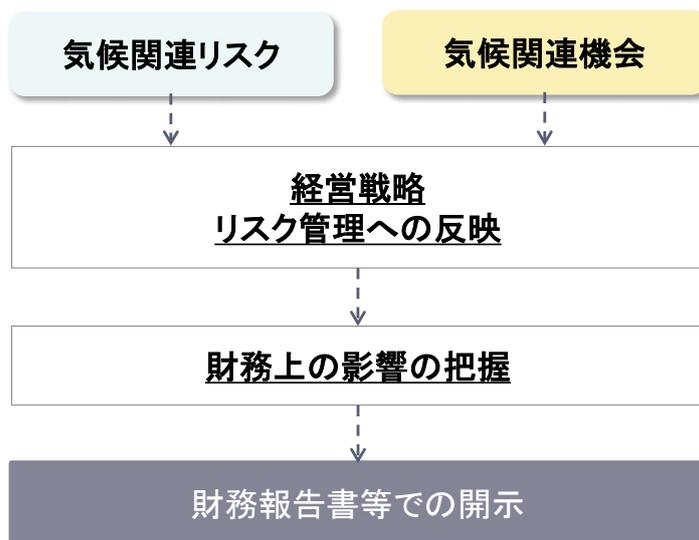 気候関連リスク
気候関連機会
経営戦略
リスク管理への反映
財務上の影響の把握
財務報告書等での開示